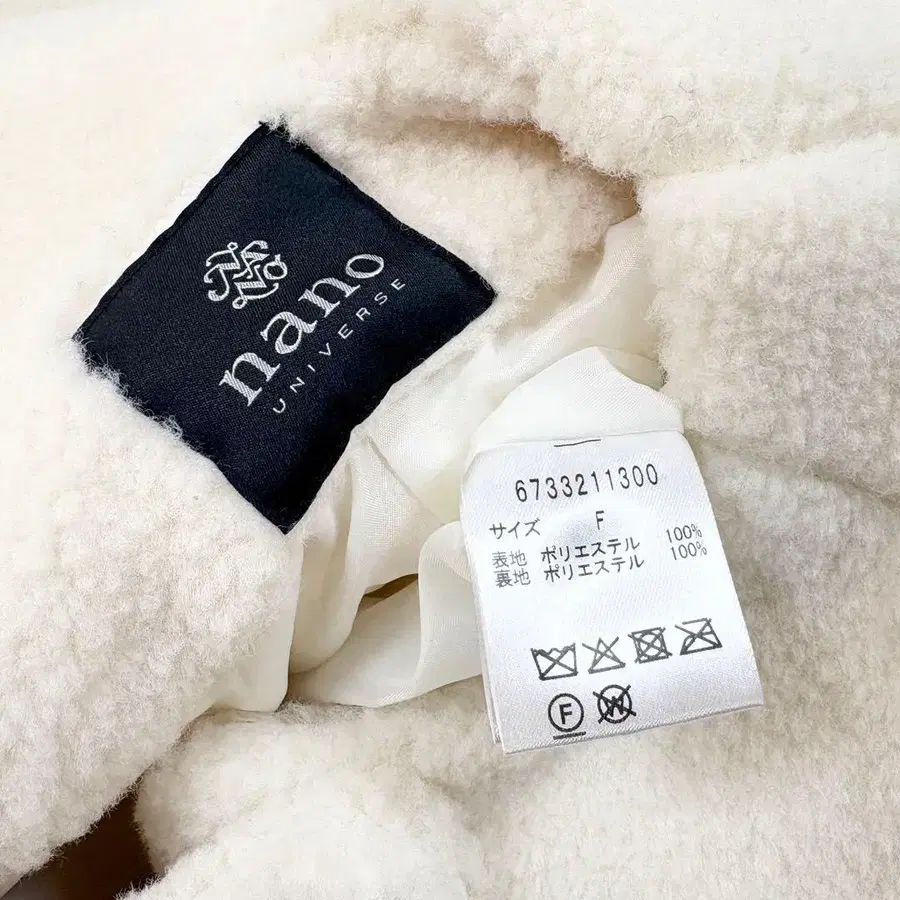 nano
UNIVERSE
6733211300
サイズ F
表地 ポリエステル 100%
裏地 ポリエステル 100%
F
W